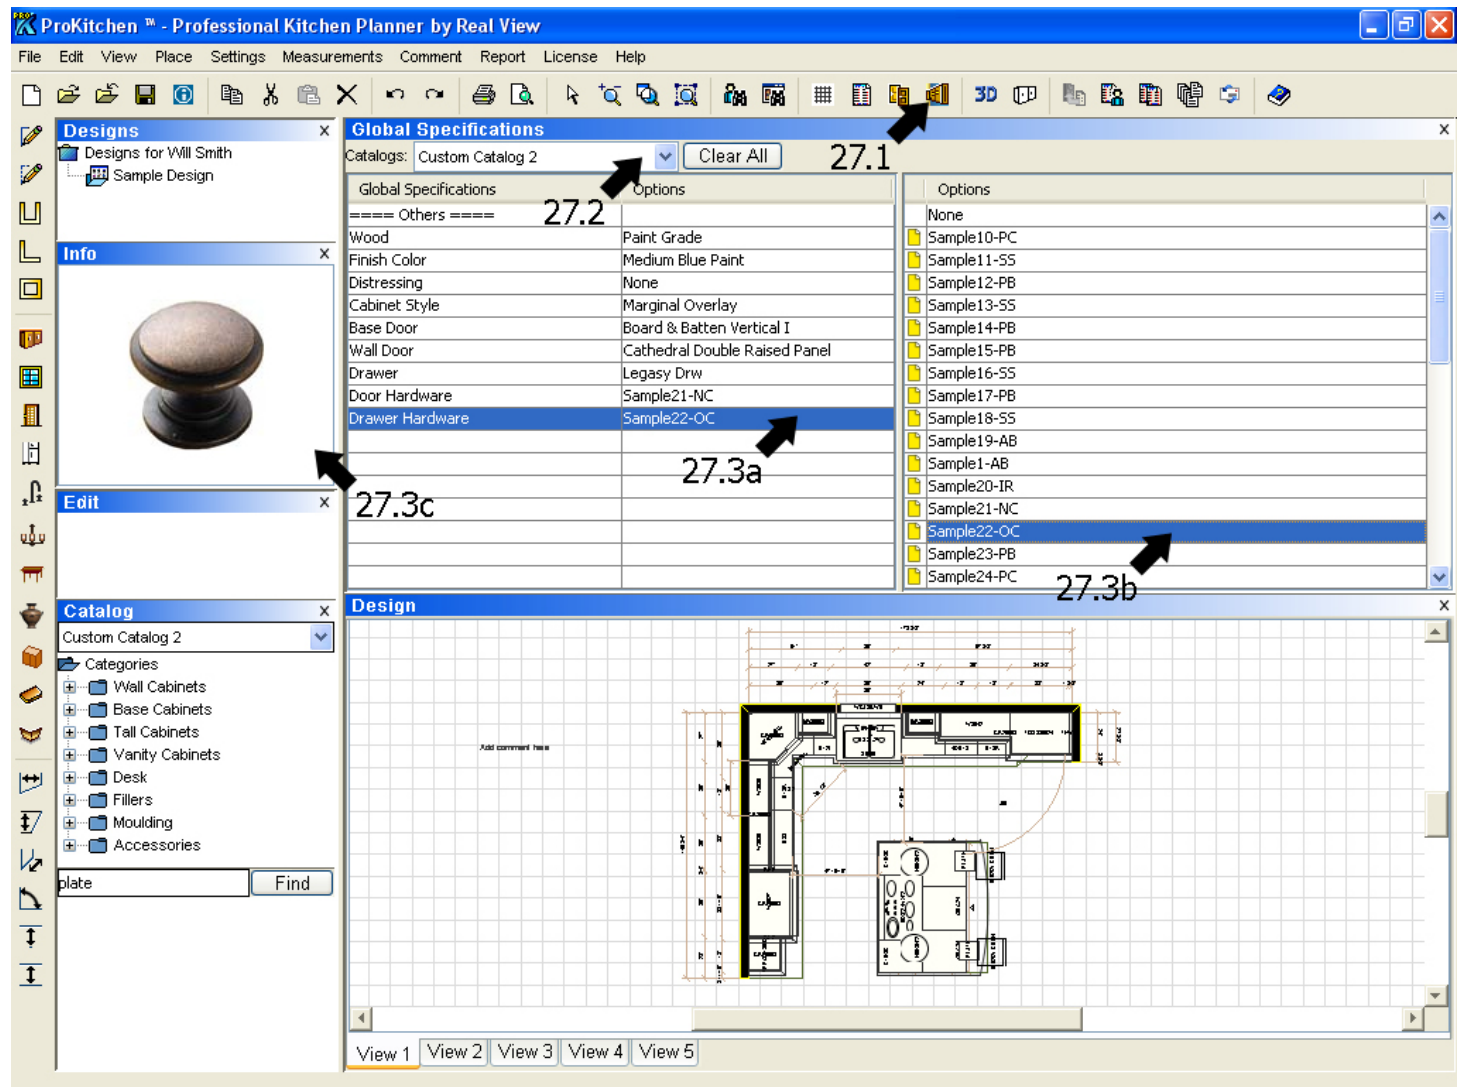 ProKitchen ™ - Professional Kitchen Planner by Real View
File Edit View Place Settings Measurements Comment Report License Help
3D
Designs x
Designs for Will Smith
Sample Design
Info x
Edit x
Catalog x
Custom Catalog 2
Categories
Wall Cabinets
Base Cabinets
Tall Cabinets
Vanity Cabinets
Desk
Fillers
Moulding
Accessories
plate Find
Global Specifications x
Catalogs: Custom Catalog 2 Clear All
27.1
27.2
Global Specifications Options
==== Others ====
Wood Paint Grade
Finish Color Medium Blue Paint
Distressing None
Cabinet Style Marginal Overlay
Base Door Board & Batten Vertical I
Wall Door Cathedral Double Raised Panel
Drawer Legasy Drw
Door Hardware Sample21-NC
Drawer Hardware Sample22-OC
27.3a
27.3c
Options
None
Sample10-PC
Sample11-SS
Sample12-PB
Sample13-SS
Sample14-PB
Sample15-PB
Sample16-SS
Sample17-PB
Sample18-SS
Sample19-AB
Sample1-AB
Sample20-IR
Sample21-NC
Sample22-OC
Sample23-PB
Sample24-PC
27.3b
Design x
Add comment here
View 1 View 2 View 3 View 4 View 5